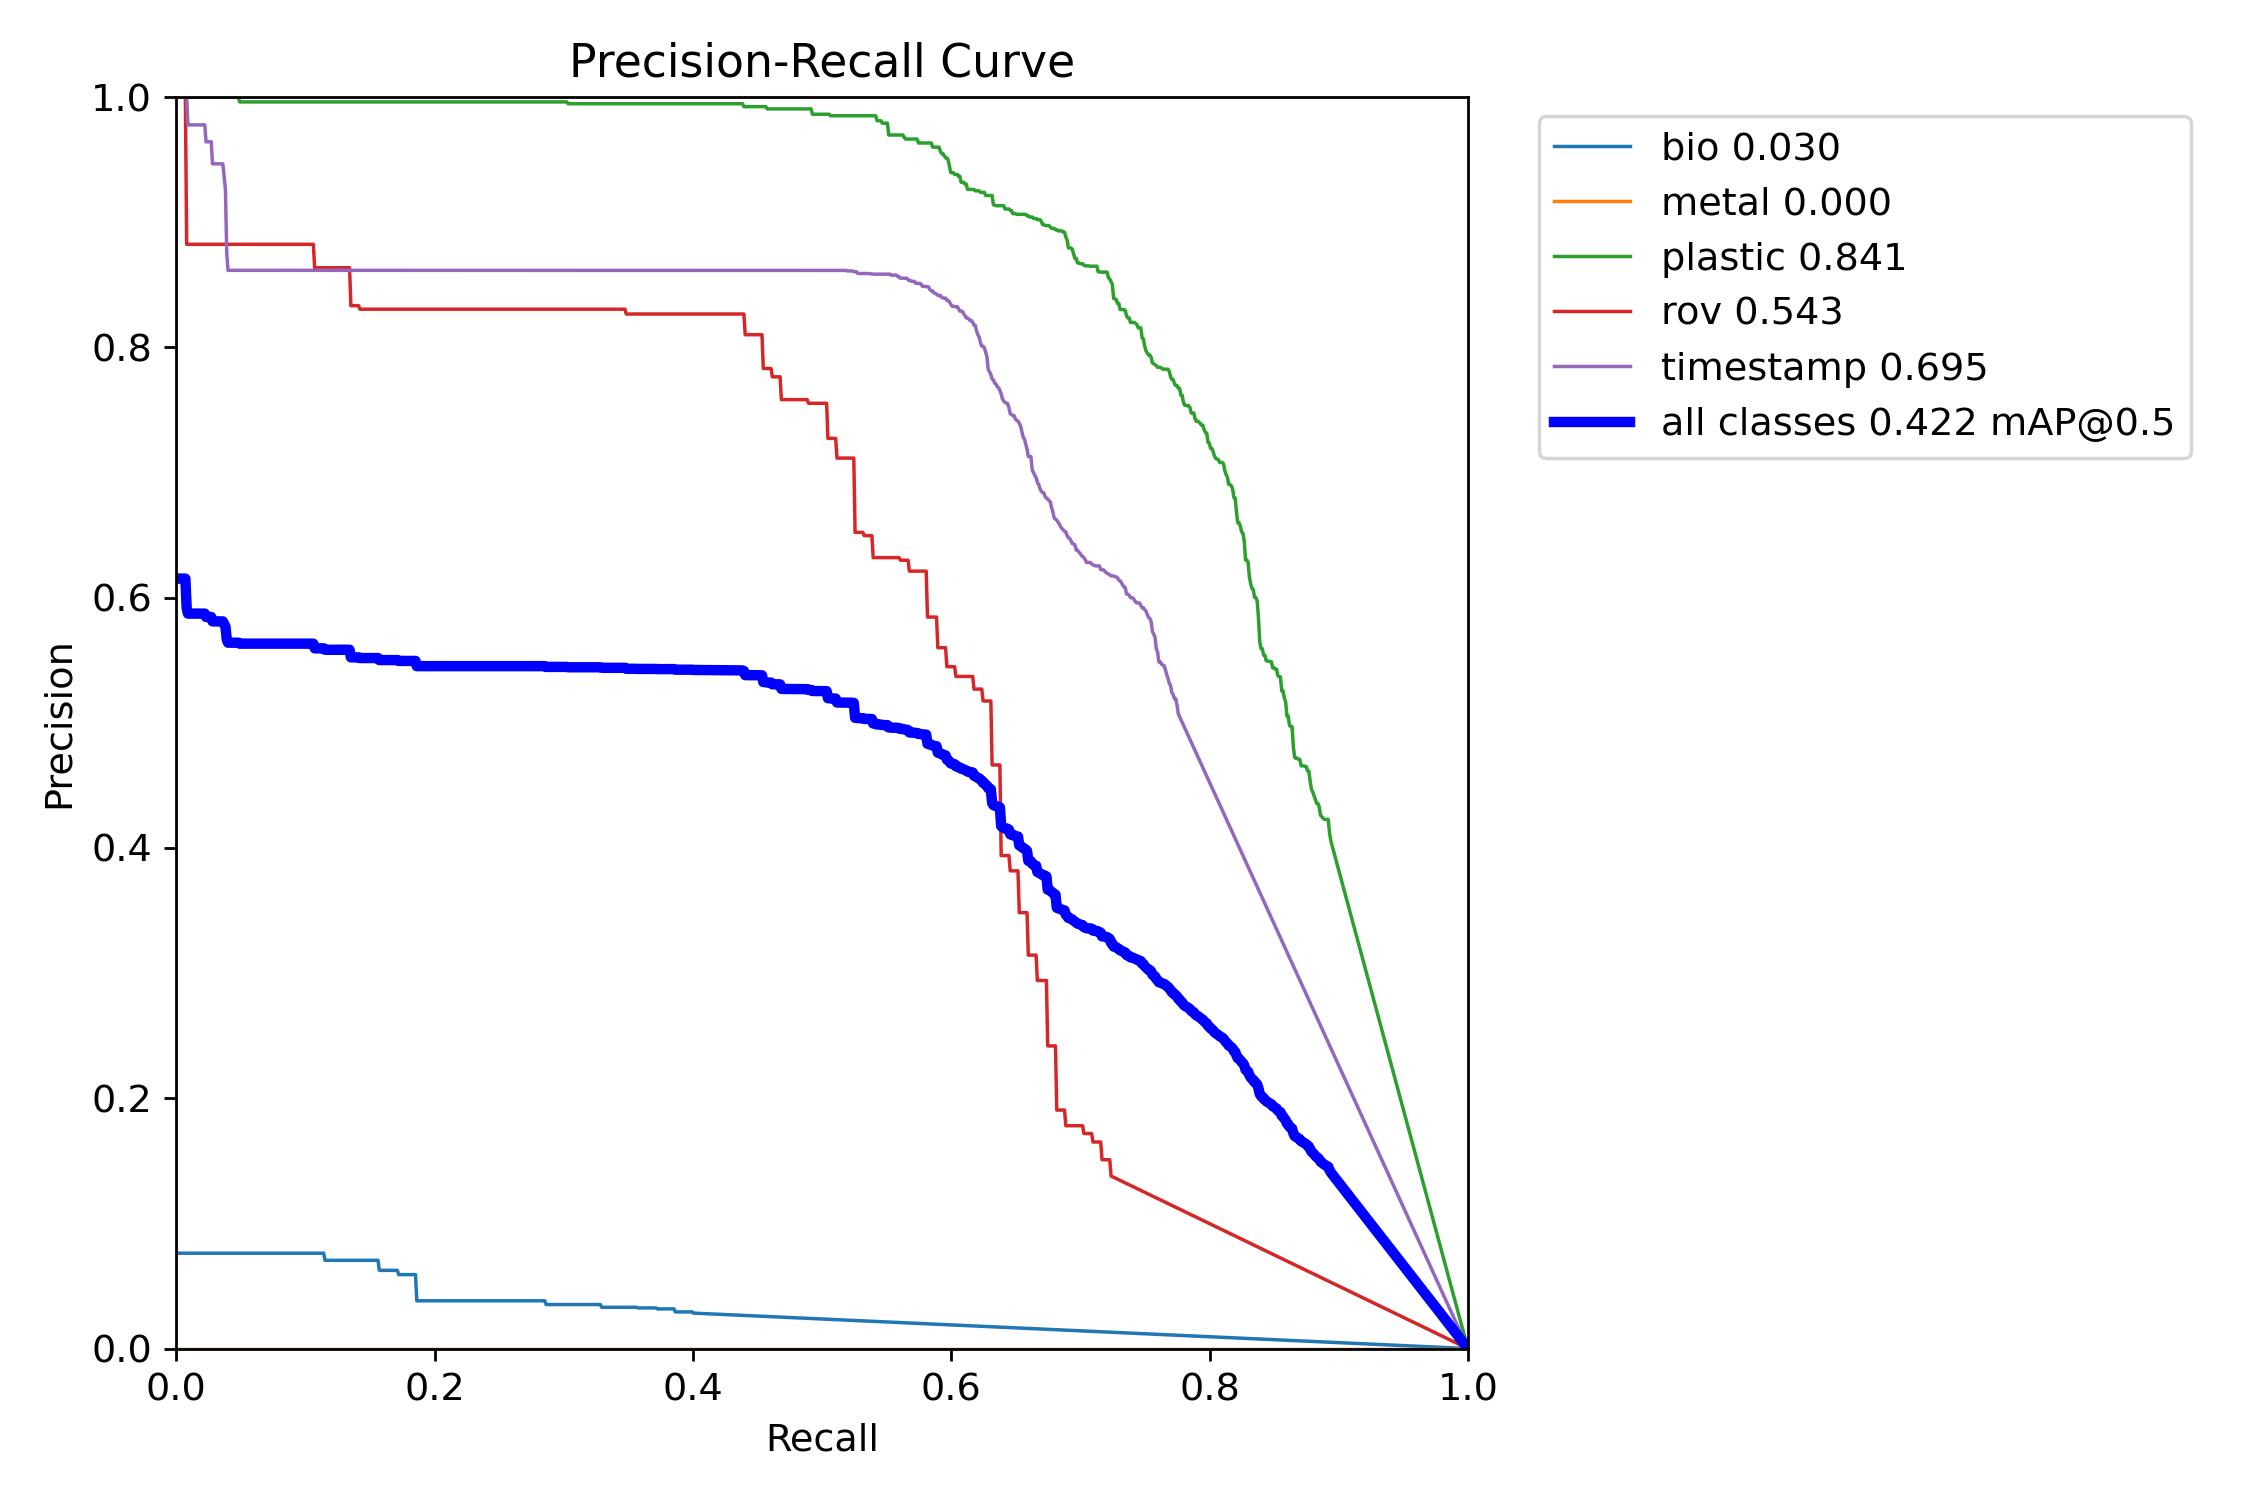 Precision-Recall Curve
1.0
0.8
0.6
0.4
0.2
0.0
Precision
0.0 0.2 0.4 0.6 0.8 1.0
Recall
bio 0.030
metal 0.000
plastic 0.841
rov 0.543
timestamp 0.695
all classes 0.422 mAP@0.5